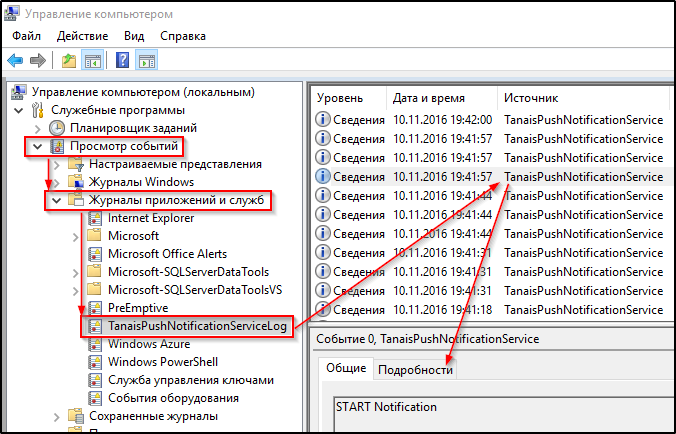 Управление компьютером
Файл Действие Вид Справка
Управление компьютером (локальным)
Служебные программы
Планировщик заданий
Просмотр событий
Настраиваемые представления
Журналы Windows
Журналы приложений и служб
Internet Explorer
Microsoft
Microsoft Office Alerts
Microsoft-SQLServerDataTools
Microsoft-SQLServerDataToolsVS
PreEmptive
TanaisPushNotificationServiceLog
Windows Azure
Windows PowerShell
Служба управления ключами
События оборудования
Сохраненные журналы
Уровень Дата и время Источник
Сведения 10.11.2016 19:42:00 TanaisPushNotificationService
Сведения 10.11.2016 19:41:57 TanaisPushNotificationService
Сведения 10.11.2016 19:41:57 TanaisPushNotificationService
Сведения 10.11.2016 19:41:57 TanaisPushNotificationService
Сведения 10.11.2016 19:41:44 TanaisPushNotificationService
Сведения 10.11.2016 19:41:44 TanaisPushNotificationService
Сведения 10.11.2016 19:41:44 TanaisPushNotificationService
Сведения 10.11.2016 19:41:31 TanaisPushNotificationService
Сведения 10.11.2016 19:41:31 TanaisPushNotificationService
Сведения 10.11.2016 19:41:31 TanaisPushNotificationService
Сведения 10.11.2016 19:41:18 TanaisPushNotificationService
Событие 0, TanaisPushNotificationService
Общие Подробности
START Notification